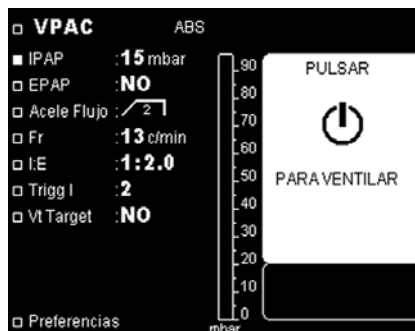 VPAC ABS
IPAP :15 mbar
EPAP :NO
Acele Flujo : 2
Fr :13 c/min
I:E :1:2.0
Trigg I :2
Vt Target :NO
Preferencias
90
80
70
60
50
40
30
20
10
0
mbar
PULSAR
PARA VENTILAR